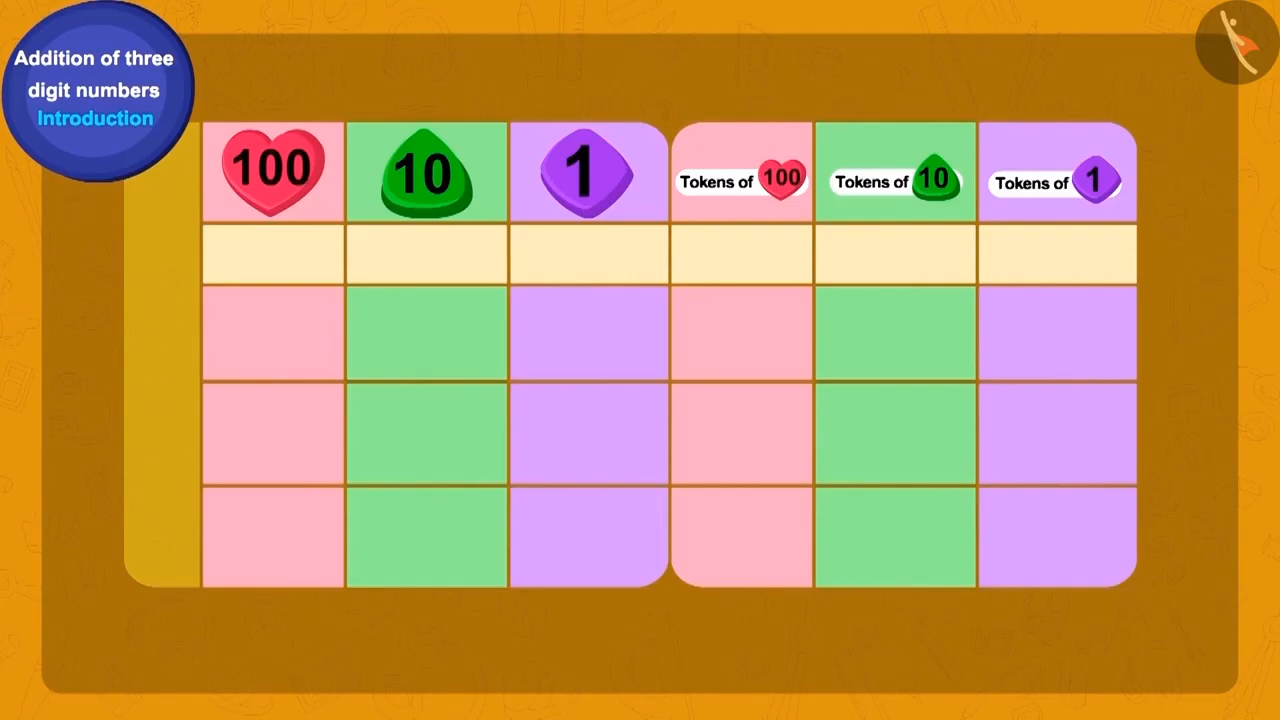 Addition of three
digit numbers
Introduction
100 10 1 Tokens of 100 Tokens of 10 Tokens of 1